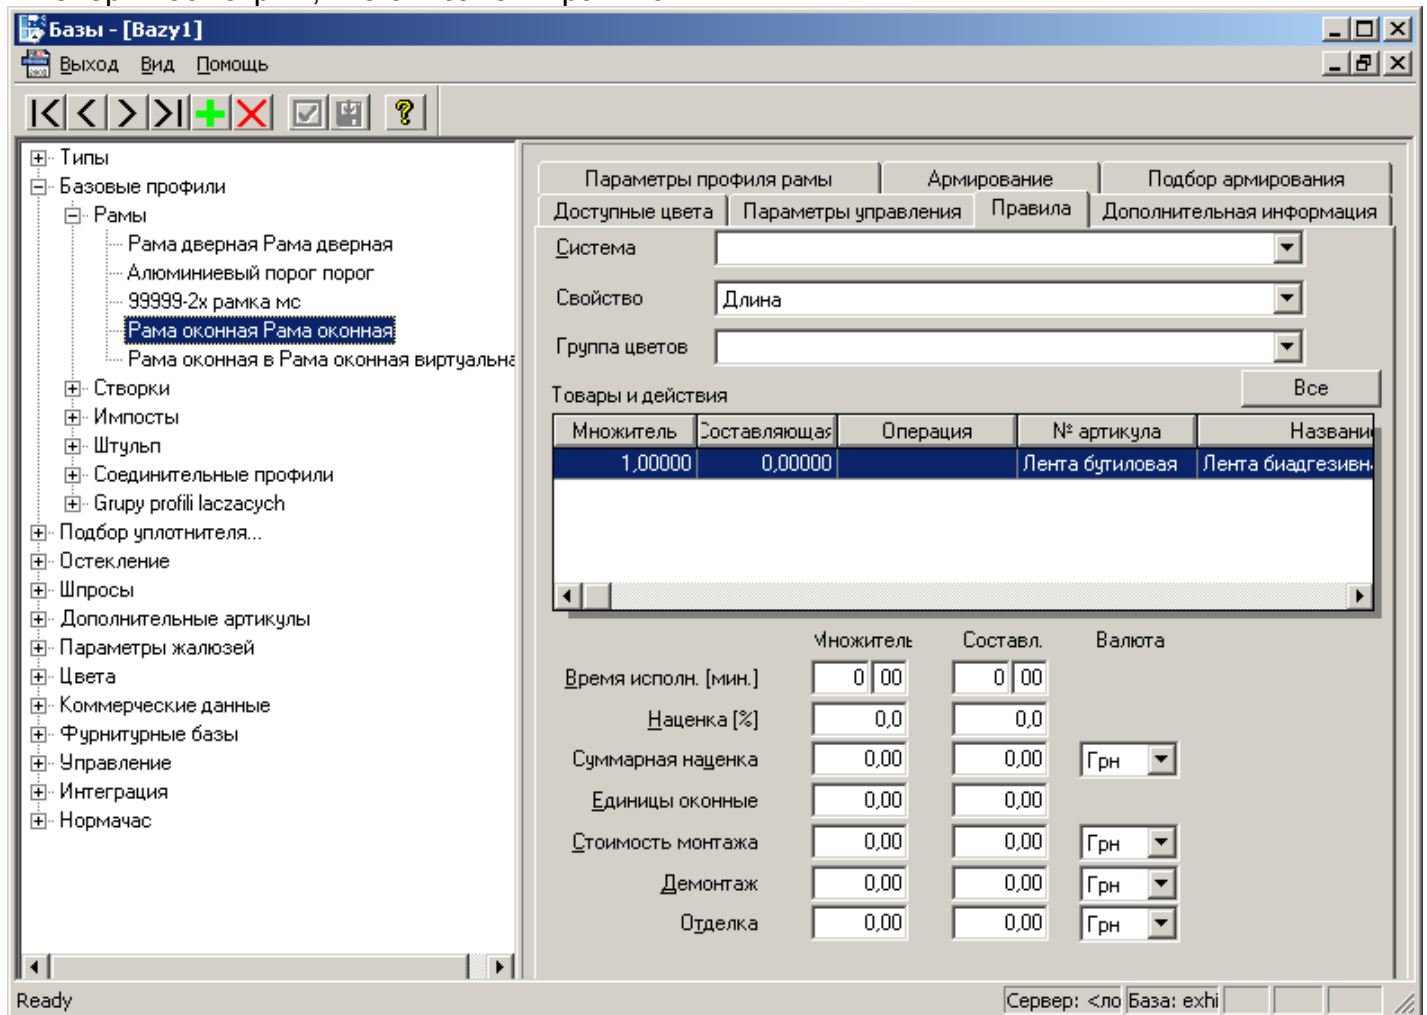 Базы - [Bazy1]
Выход Вид Помощь
Типы
Базовые профили
Рамы
Рама дверная Рама дверная
Алюминиевый порог порог
99999-2х рамка мс
Рама оконная Рама оконная
Рама оконная в Рама оконная виртуальна
Створки
Импосты
Штульп
Соединительные профили
Grupy profili laczacych
Подбор уплотнителя...
Остекление
Шпросы
Дополнительные артикулы
Параметры жалюзей
Цвета
Коммерческие данные
Фурнитурные базы
Управление
Интеграция
Нормачас
Параметры профиля рамы Армирование Подбор армирования
Доступные цвета Параметры управления Правила Дополнительная информация
Система
Свойство Длина
Группа цветов
Товары и действия Все
Множитель Составляющая Операция № артикула Название
1,00000 0,00000 Лента бутиловая Лента биадгезивн
Множитель Составл. Валюта
Время исполн. [мин.] 0 00 0 00
Наценка [%] 0,0 0,0
Суммарная наценка 0,00 0,00 Грн
Единицы оконные 0,00 0,00
Стоимость монтажа 0,00 0,00 Грн
Демонтаж 0,00 0,00 Грн
Отделка 0,00 0,00 Грн
Ready Сервер: <ло База: exhi